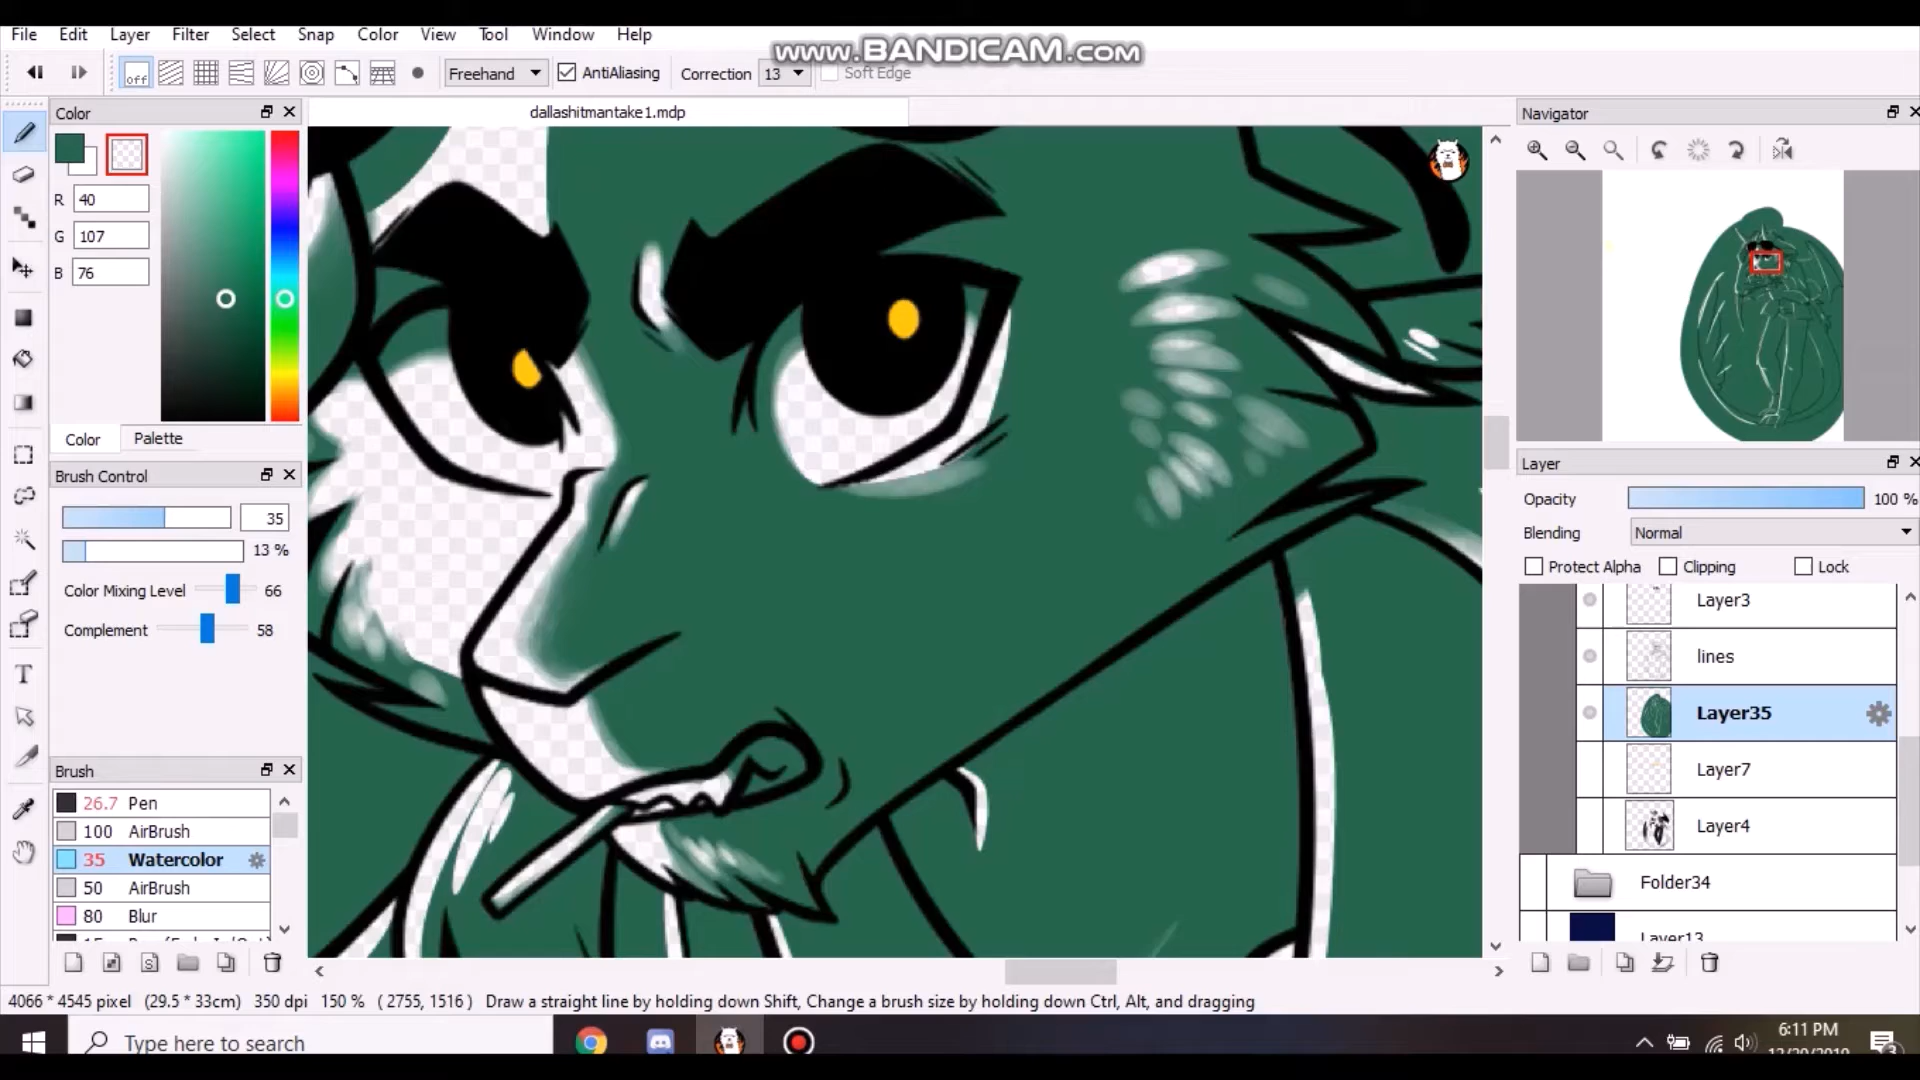 File Edit Layer Filter Select Snap Color View Tool Window Help
www.BANDICAM.com
off Freehand AntiAliasing Correction 13 Soft Edge
Color
dallashitmantake1.mdp
Navigator
R 40
G 107
B 76
Color Palette
Brush Control
35
13 %
Color Mixing Level 66
Complement 58
Brush
26.7 Pen
100 AirBrush
35 Watercolor
50 AirBrush
80 Blur
Layer
Opacity 100 %
Blending Normal
Protect Alpha Clipping Lock
Layer3
lines
Layer35
Layer7
Layer4
Folder34
Layer13
4066 * 4545 pixel (29.5 * 33cm) 350 dpi 150 % ( 2755, 1516 ) Draw a straight line by holding down Shift, Change a brush size by holding down Ctrl, Alt, and dragging
Type here to search
6:11 PM